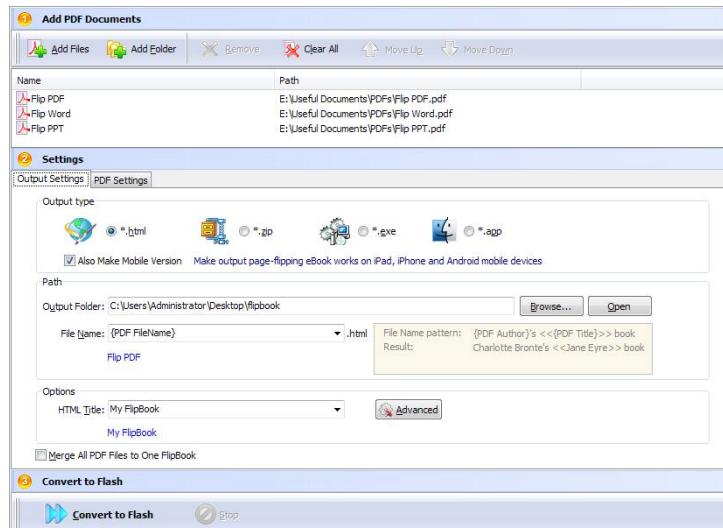 1 Add PDF Documents
Add Files Add Folder Remove Clear All Move Up Move Down
Name Path
Flip PDF E:\Useful Documents\PDFs\Flip PDF.pdf
Flip Word E:\Useful Documents\PDFs\Flip Word.pdf
Flip PPT E:\Useful Documents\PDFs\Flip PPT.pdf
2 Settings
Output Settings PDF Settings
Output type
*.html *.zip *.exe *.app
Also Make Mobile Version Make output page-flipping eBook works on iPad, iPhone and Android mobile devices
Path
Output Folder: C:\Users\Administrator\Desktop\flipbook Browse... Open
File Name: {PDF FileName} .html File Name pattern: {PDF Author}'s <<{PDF Title}>> book
Flip PDF Result: Charlotte Bronte's <<Jane Eyre>> book
Options
HTML Title: My FlipBook Advanced
My FlipBook
Merge All PDF Files to One FlipBook
3 Convert to Flash
Convert to Flash Stop